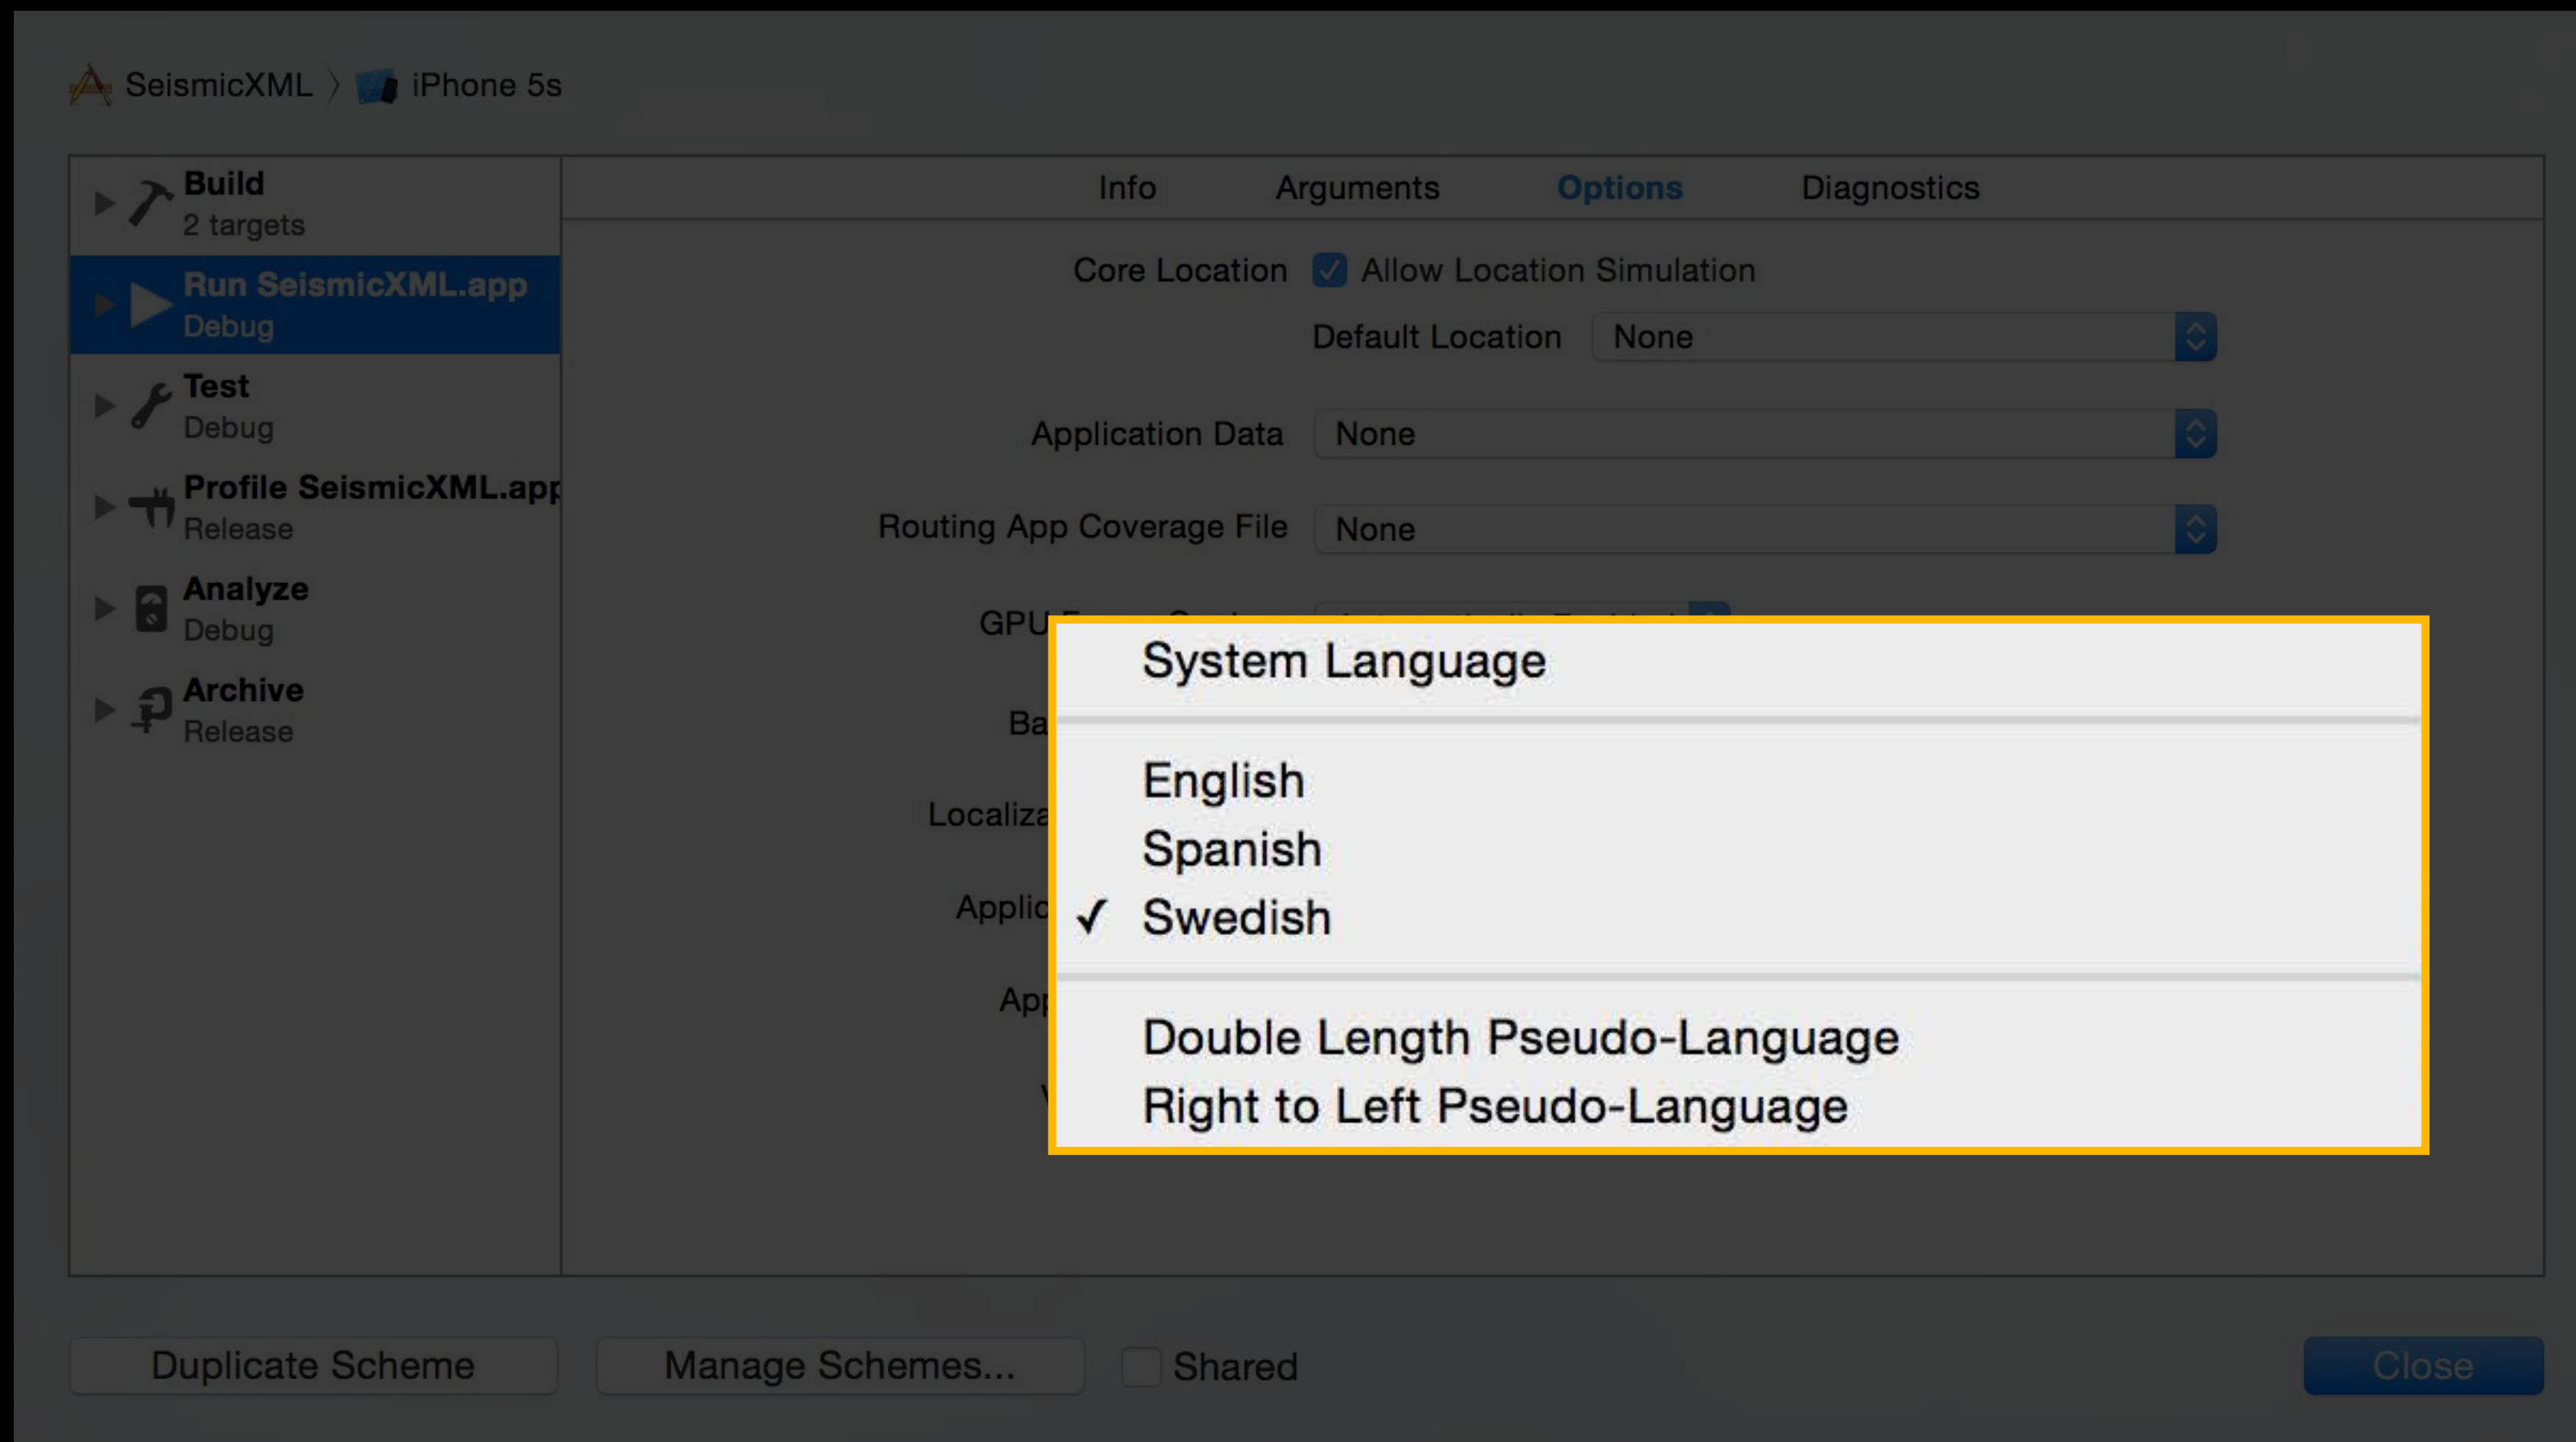 SeismicXML iPhone 5s
Build
2 targets
Run SeismicXML.app
Debug
Test
Debug
Profile SeismicXML.app
Release
Analyze
Debug
Archive
Release
Info Arguments Options Diagnostics
Core Location Allow Location Simulation
Default Location None
Application Data None
Routing App Coverage File None
GPU
System Language
English
Spanish
✓ Swedish
Double Length Pseudo-Language
Right to Left Pseudo-Language
Duplicate Scheme Manage Schemes... Shared Close